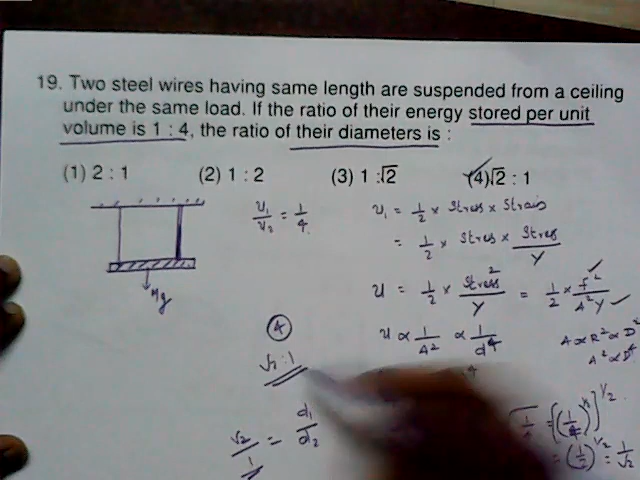 19. Two steel wires having same length are suspended from a ceiling
under the same load. If the ratio of their energy stored per unit
volume is 1 : 4, the ratio of their diameters is :
(1) 2 : 1 (2) 1 : 2 (3) 1 :√2 (4) √2 : 1
U₁/U₂ = 1/4
U₁ = 1/2 × Stress × Strain
= 1/2 × Stress × Stress/Y
U = 1/2 × Stress²/Y = 1/2 × f²/A²Y
Mg
U ∝ 1/A² ∝ 1/d⁴
A ∝ R² ∝ D²
A² ∝ D⁴
(4)
√2:1
√2/1 = d₁/d₂
= (1/2)^1/2 = 1/√2